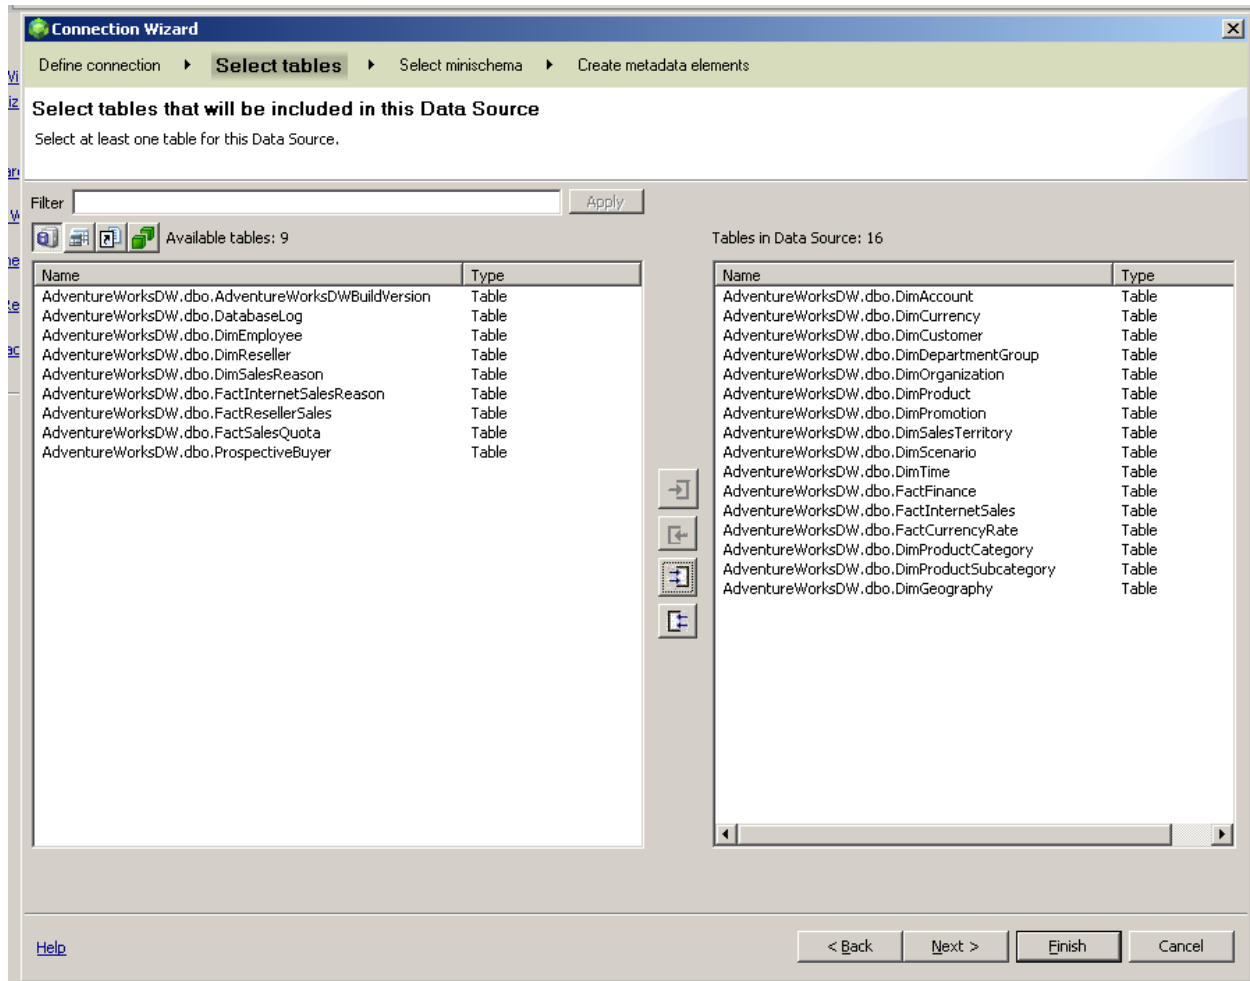 Connection Wizard
Define connection Select tables Select minischema Create metadata elements
Select tables that will be included in this Data Source
Select at least one table for this Data Source.
Filter Apply
Available tables: 9
Name Type
AdventureWorksDW.dbo.AdventureWorksDWBuildVersion Table
AdventureWorksDW.dbo.DatabaseLog Table
AdventureWorksDW.dbo.DimEmployee Table
AdventureWorksDW.dbo.DimReseller Table
AdventureWorksDW.dbo.DimSalesReason Table
AdventureWorksDW.dbo.FactInternetSalesReason Table
AdventureWorksDW.dbo.FactResellerSales Table
AdventureWorksDW.dbo.FactSalesQuota Table
AdventureWorksDW.dbo.ProspectiveBuyer Table
Tables in Data Source: 16
Name Type
AdventureWorksDW.dbo.DimAccount Table
AdventureWorksDW.dbo.DimCurrency Table
AdventureWorksDW.dbo.DimCustomer Table
AdventureWorksDW.dbo.DimDepartmentGroup Table
AdventureWorksDW.dbo.DimOrganization Table
AdventureWorksDW.dbo.DimProduct Table
AdventureWorksDW.dbo.DimPromotion Table
AdventureWorksDW.dbo.DimSalesTerritory Table
AdventureWorksDW.dbo.DimScenario Table
AdventureWorksDW.dbo.DimTime Table
AdventureWorksDW.dbo.FactFinance Table
AdventureWorksDW.dbo.FactInternetSales Table
AdventureWorksDW.dbo.FactCurrencyRate Table
AdventureWorksDW.dbo.DimProductCategory Table
AdventureWorksDW.dbo.DimProductSubcategory Table
AdventureWorksDW.dbo.DimGeography Table
Help < Back Next > Finish Cancel